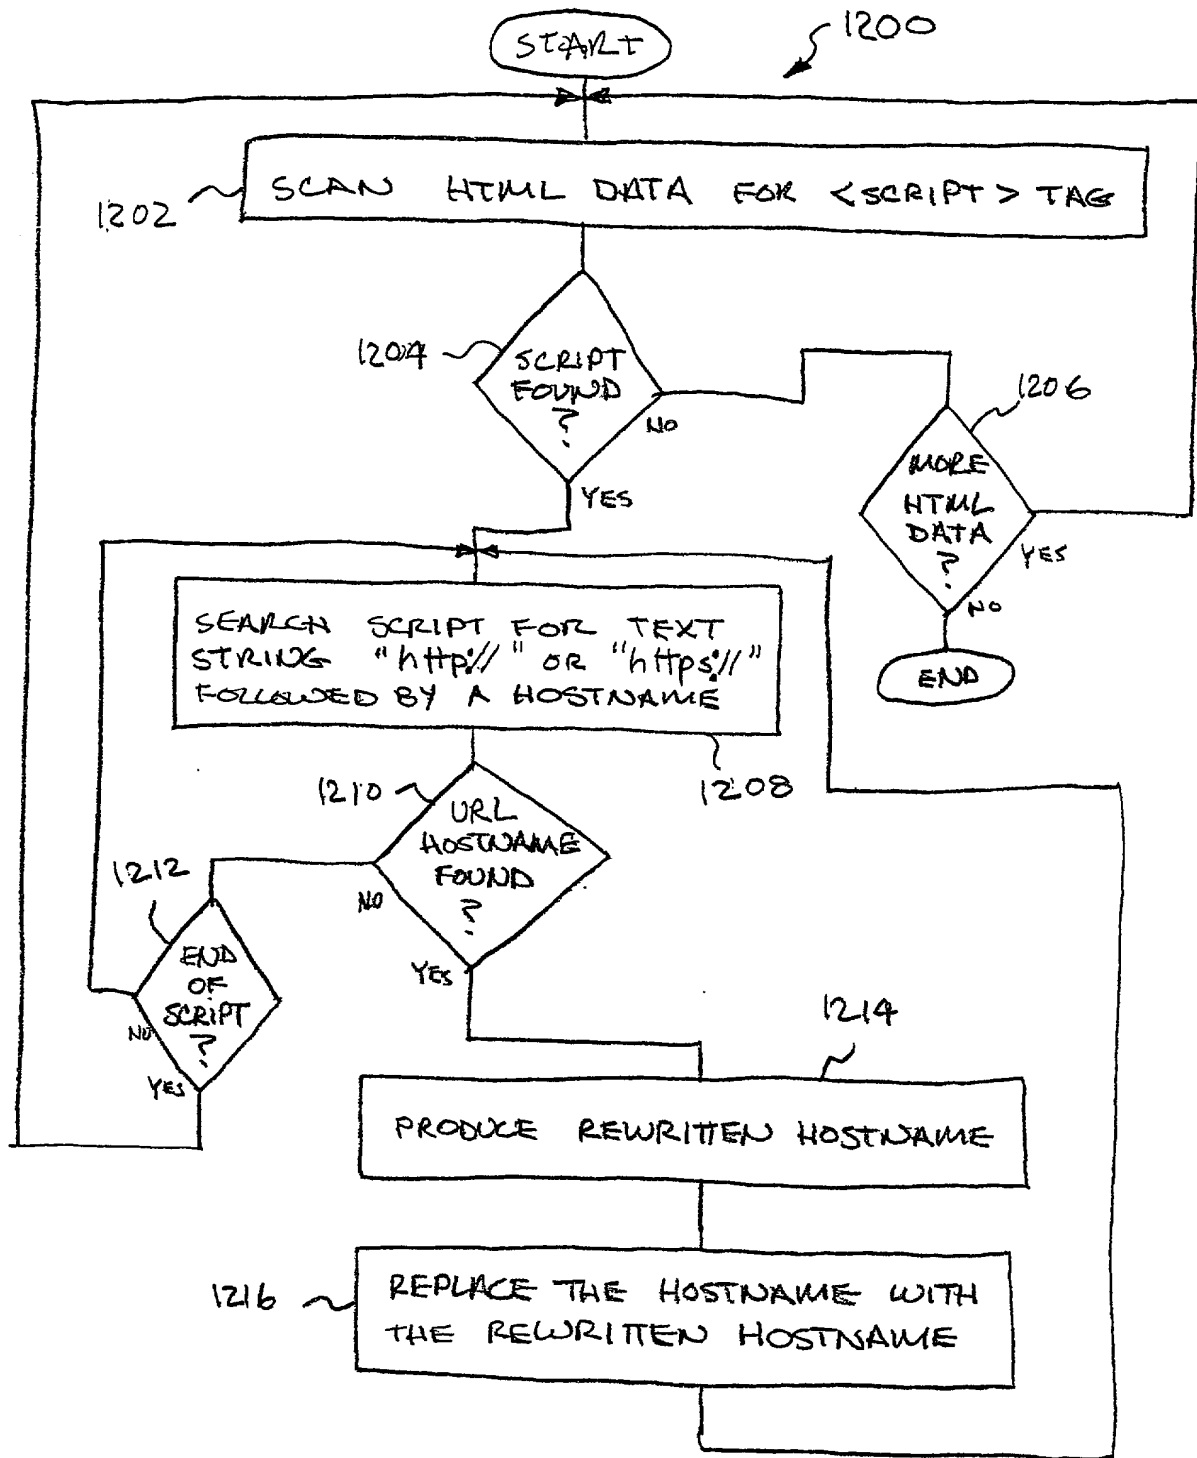 START
1200
SCAN HTML DATA FOR <SCRIPT> TAG
1202
1204
SCRIPT
FOUND
?
NO
YES
1206
MORE
HTML
DATA
?
YES
NO
END
SEARCH SCRIPT FOR TEXT
STRING "http://" OR "https://"
FOLLOWED BY A HOSTNAME
1208
1210
URL
HOSTNAME
FOUND
?
NO
YES
1212
END
OF
SCRIPT
?
NO
YES
1214
PRODUCE REWRITTEN HOSTNAME
1216
REPLACE THE HOSTNAME WITH
THE REWRITTEN HOSTNAME